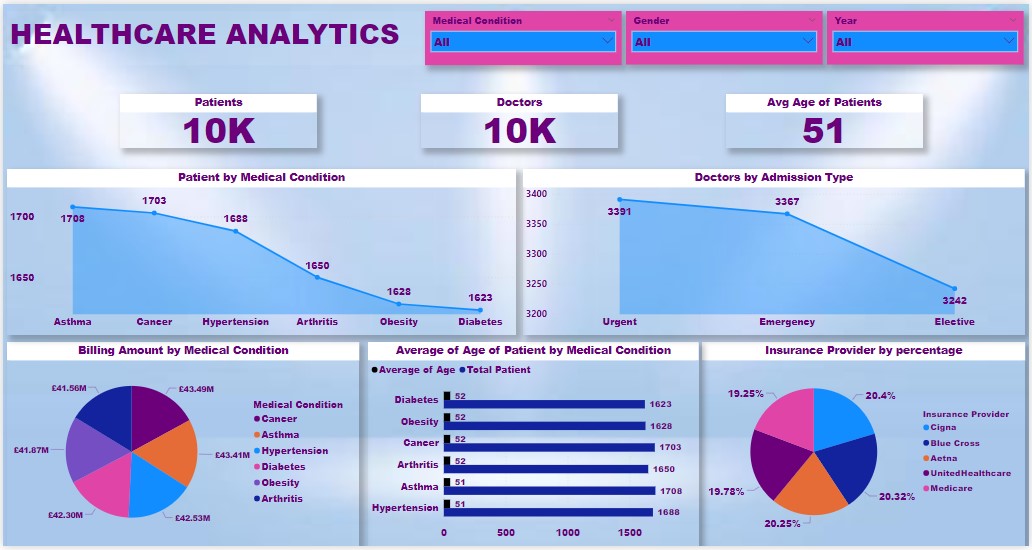 HEALTHCARE ANALYTICS
Medical Condition
All
Gender
All
Year
All
Patients
10K
Doctors
10K
Avg Age of Patients
51
Patient by Medical Condition
1700
1650
1708
1703
1688
1650
1628
1623
Asthma
Cancer
Hypertension
Arthritis
Obesity
Diabetes
Doctors by Admission Type
3400
3350
3300
3250
3200
3391
3367
3242
Urgent
Emergency
Elective
Billing Amount by Medical Condition
£41.56M
£43.49M
£41.87M
£43.41M
£42.30M
£42.53M
Medical Condition
Cancer
Asthma
Hypertension
Diabetes
Obesity
Arthritis
Average of Age of Patient by Medical Condition
Average of Age Total Patient
Diabetes 52 1623
Obesity 52 1628
Cancer 52 1703
Arthritis 52 1650
Asthma 51 1708
Hypertension 51 1688
0 500 1000 1500
Insurance Provider by percentage
19.25%
20.4%
19.78%
20.32%
20.25%
Insurance Provider
Cigna
Blue Cross
Aetna
UnitedHealthcare
Medicare